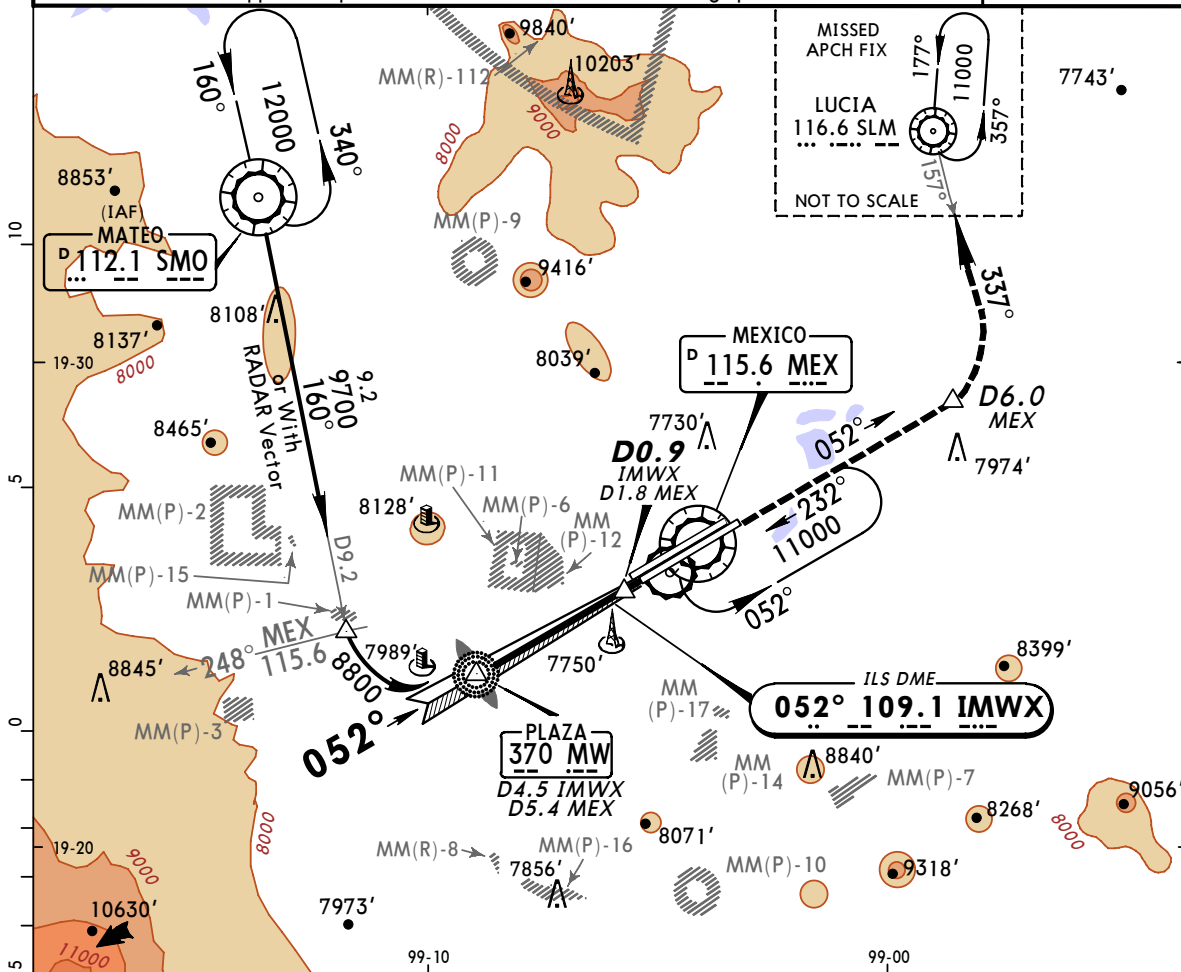 9840'
MM(R)-112
10203'
9000
8000
MISSED
APCH FIX
177°
11000
357°
LUCIA
116.6 SLM
157°
NOT TO SCALE
7743'
160°
12000
340°
8853'
(IAF)
MATEO
D 112.1 SMO
10
MM(P)-9
9416'
337°
8108'
8137'
8000
19-30
8039'
MEXICO
D 115.6 MEX
9.2
9700
160°
or With
RADAR Vector
8465'
7730'
D0.9
IMWX
D1.8 MEX
052°
D6.0
MEX
7974'
5
MM(P)-2
MM(P)-11
MM(P)-6
8128'
MM
(P)-12
232°
11000
052°
D9.2
MM(P)-15
MM(P)-1
248° MEX
115.6
8845'
8800
7989'
7750'
8399'
MM(P)-3
0
052°
PLAZA
370 MW
D4.5 IMWX
D5.4 MEX
MM
(P)-17
MM
(P)-14
ILS DME
052° 109.1 IMWX
8840'
MM(P)-7
9056'
8000
8268'
8071'
8000
19-20
9000
MM(R)-8
MM(P)-16
7856'
MM(P)-10
9318'
10630'
11000
7973'
5
99-10
99-00